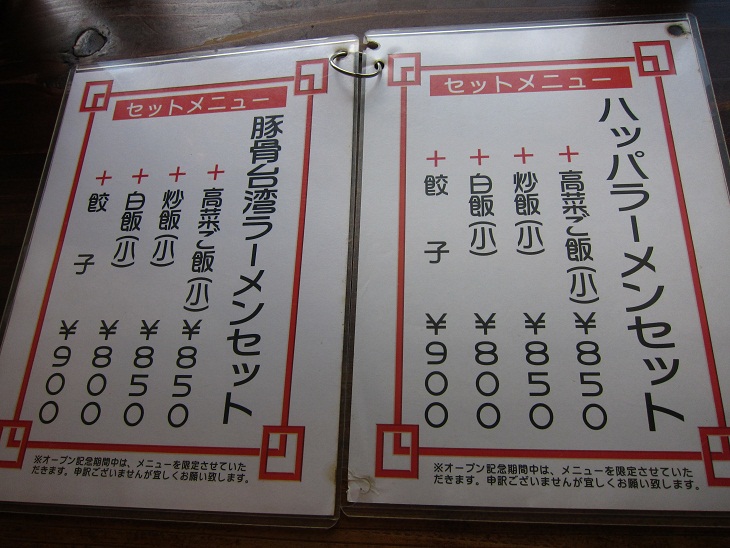 セットメニュー
豚骨台湾ラーメンセット
＋高菜ご飯(小) ￥８５０
＋炒飯(小) ￥８５０
＋白飯(小) ￥８００
＋餃子 ￥９００
※オープン記念期間中は、メニューを限定させていた
だきます。申訳ございませんが宜しくお願い致します。
セットメニュー
ハッパラーメンセット
＋高菜ご飯(小) ￥８５０
＋炒飯(小) ￥８５０
＋白飯(小) ￥８００
＋餃子 ￥９００
※オープン記念期間中は、メニューを限定させていた
だきます。申訳ございませんが宜しくお願い致します。